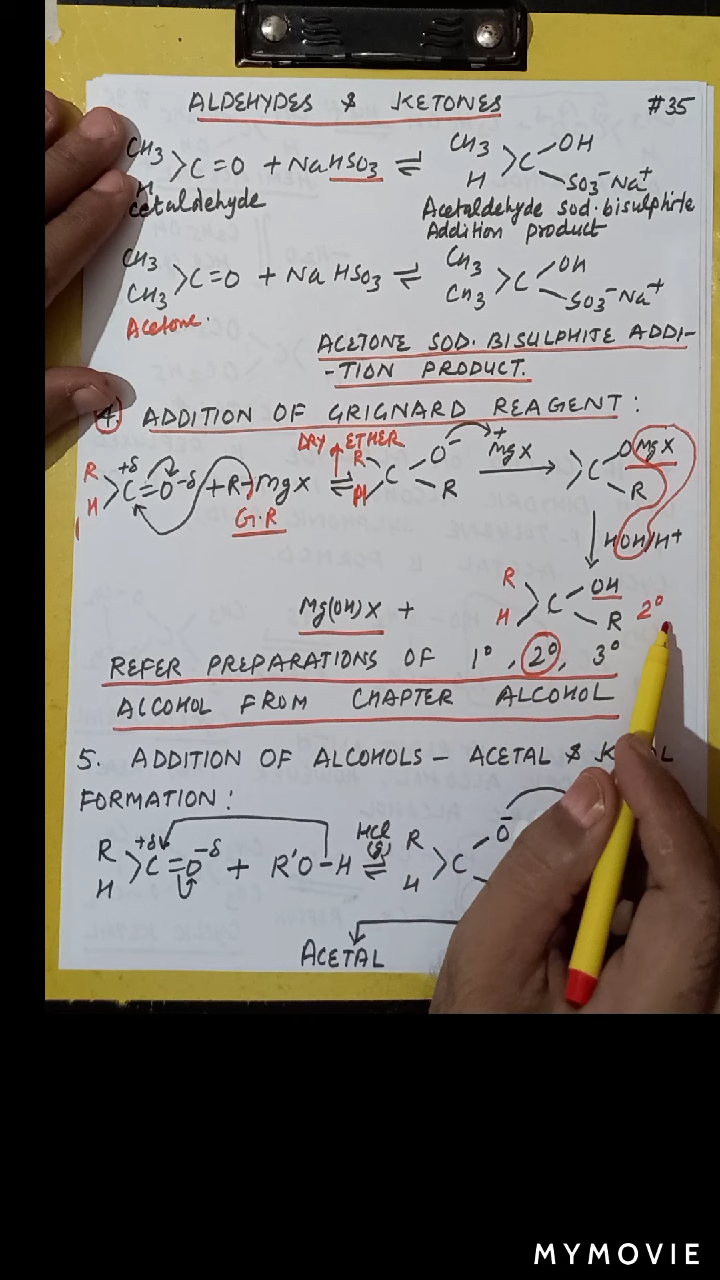 ALDEHYDES & KETONES #35
CH3 H >C=O + NaHSO3 ⇌ CH3 H >C -OH -SO3⁻Na⁺
cetaldehyde Acetaldehyde sod. bisulphite
Addition product
CH3 CH3 >C=O + NaHSO3 ⇌ CH3 CH3 >C -OH -SO3⁻Na⁺
Acetone.
ACETONE SOD. BISULPHITE ADDI-
-TION PRODUCT.
4) ADDITION OF GRIGNARD REAGENT:
DRY ETHER
R H >C=O +δ -δ + R-MgX ⇌ R H C -O⁻ -R ⁺MgX → >C -OMgX -R
G.R
HOH/H⁺
Mg(OH)X + R H >C -OH -R 2°
REFER PREPARATIONS OF 1°, 2°, 3°
ALCOHOL FROM CHAPTER ALCOHOL
5. ADDITION OF ALCOHOLS - ACETAL & K AL
FORMATION:
R H >C=O +δ -δ + R'O-H ⇌ HCl (g) R H >C -O⁻
ACETAL
MYMOVIE